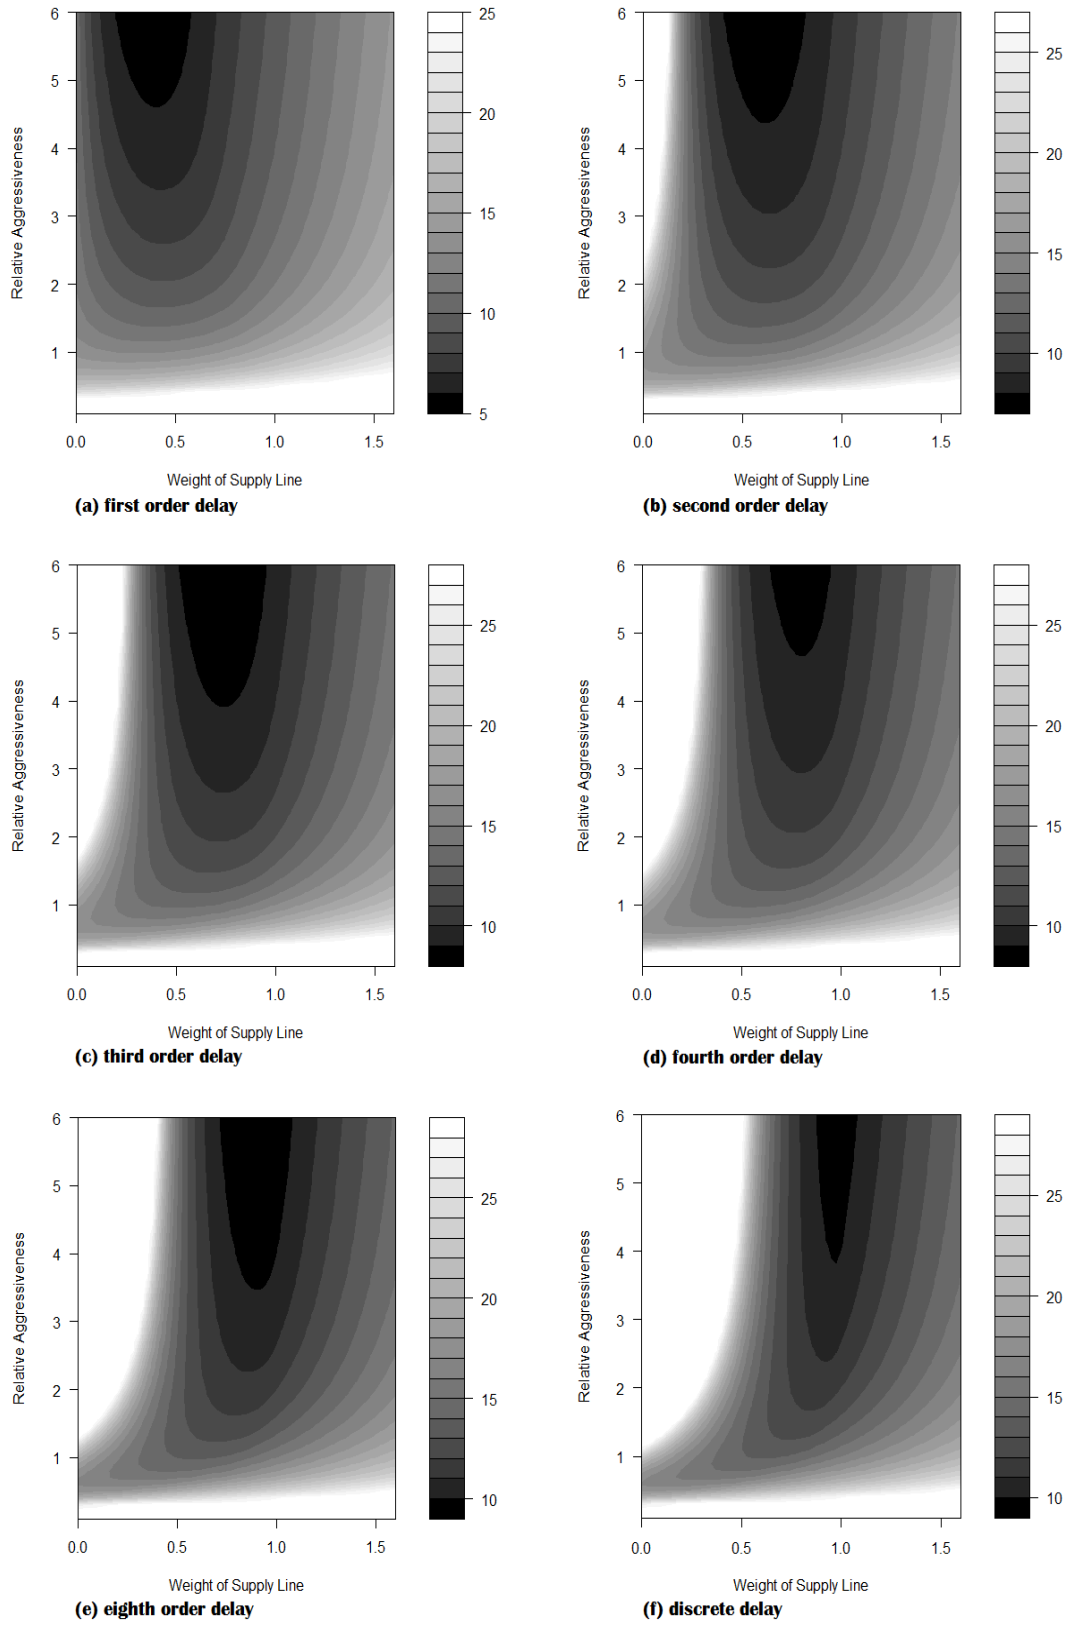 6
5
4
3
2
1
Relative Aggressiveness
0.0 0.5 1.0 1.5
Weight of Supply Line
25
20
15
10
5
(a) first order delay
6
5
4
3
2
1
Relative Aggressiveness
0.0 0.5 1.0 1.5
Weight of Supply Line
25
20
15
10
(b) second order delay
6
5
4
3
2
1
Relative Aggressiveness
0.0 0.5 1.0 1.5
Weight of Supply Line
25
20
15
10
(c) third order delay
6
5
4
3
2
1
Relative Aggressiveness
0.0 0.5 1.0 1.5
Weight of Supply Line
25
20
15
10
(d) fourth order delay
6
5
4
3
2
1
Relative Aggressiveness
0.0 0.5 1.0 1.5
Weight of Supply Line
25
20
15
10
(e) eighth order delay
6
5
4
3
2
1
Relative Aggressiveness
0.0 0.5 1.0 1.5
Weight of Supply Line
25
20
15
10
(f) discrete delay